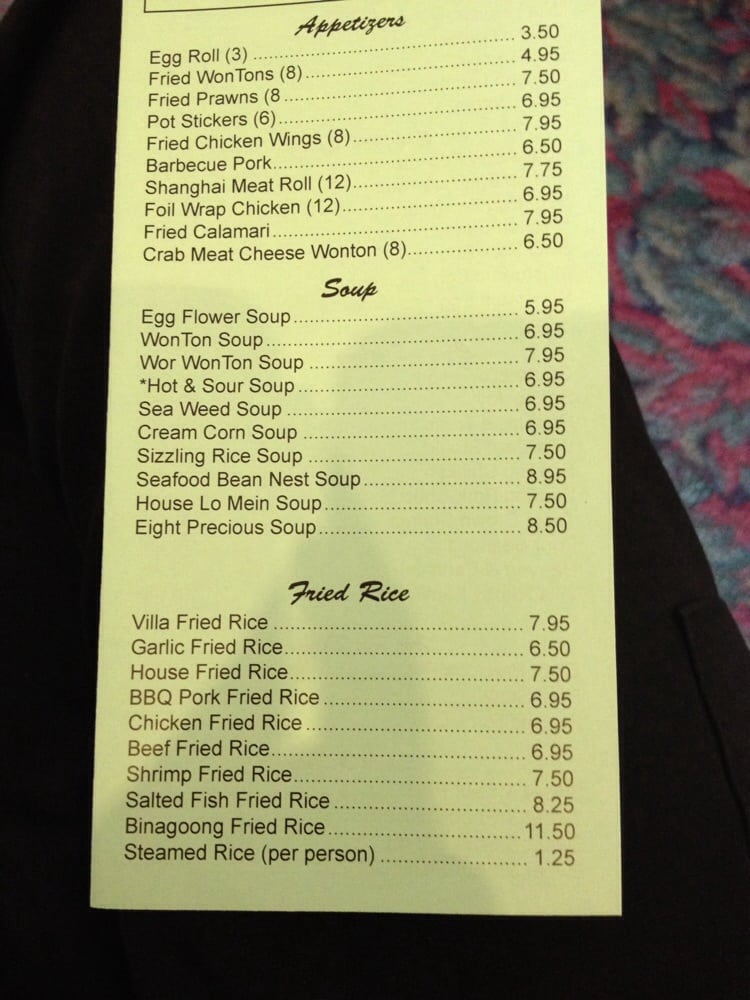 Appetizers
Egg Roll (3) ........ 3.50
Fried WonTons (8) ........ 4.95
Fried Prawns (8 ........ 7.50
Pot Stickers (6) ........ 6.95
Fried Chicken Wings (8) ........ 7.95
Barbecue Pork ........ 6.50
Shanghai Meat Roll (12) ........ 7.75
Foil Wrap Chicken (12) ........ 6.95
Fried Calamari ........ 7.95
Crab Meat Cheese Wonton (8) ........ 6.50
Soup
Egg Flower Soup ........ 5.95
WonTon Soup ........ 6.95
Wor WonTon Soup ........ 7.95
*Hot & Sour Soup ........ 6.95
Sea Weed Soup ........ 6.95
Cream Corn Soup ........ 6.95
Sizzling Rice Soup ........ 7.50
Seafood Bean Nest Soup ........ 8.95
House Lo Mein Soup ........ 7.50
Eight Precious Soup ........ 8.50
Fried Rice
Villa Fried Rice ........ 7.95
Garlic Fried Rice ........ 6.50
House Fried Rice ........ 7.50
BBQ Pork Fried Rice ........ 6.95
Chicken Fried Rice ........ 6.95
Beef Fried Rice ........ 6.95
Shrimp Fried Rice ........ 7.50
Salted Fish Fried Rice ........ 8.25
Binagoong Fried Rice ........ 11.50
Steamed Rice (per person) ........ 1.25